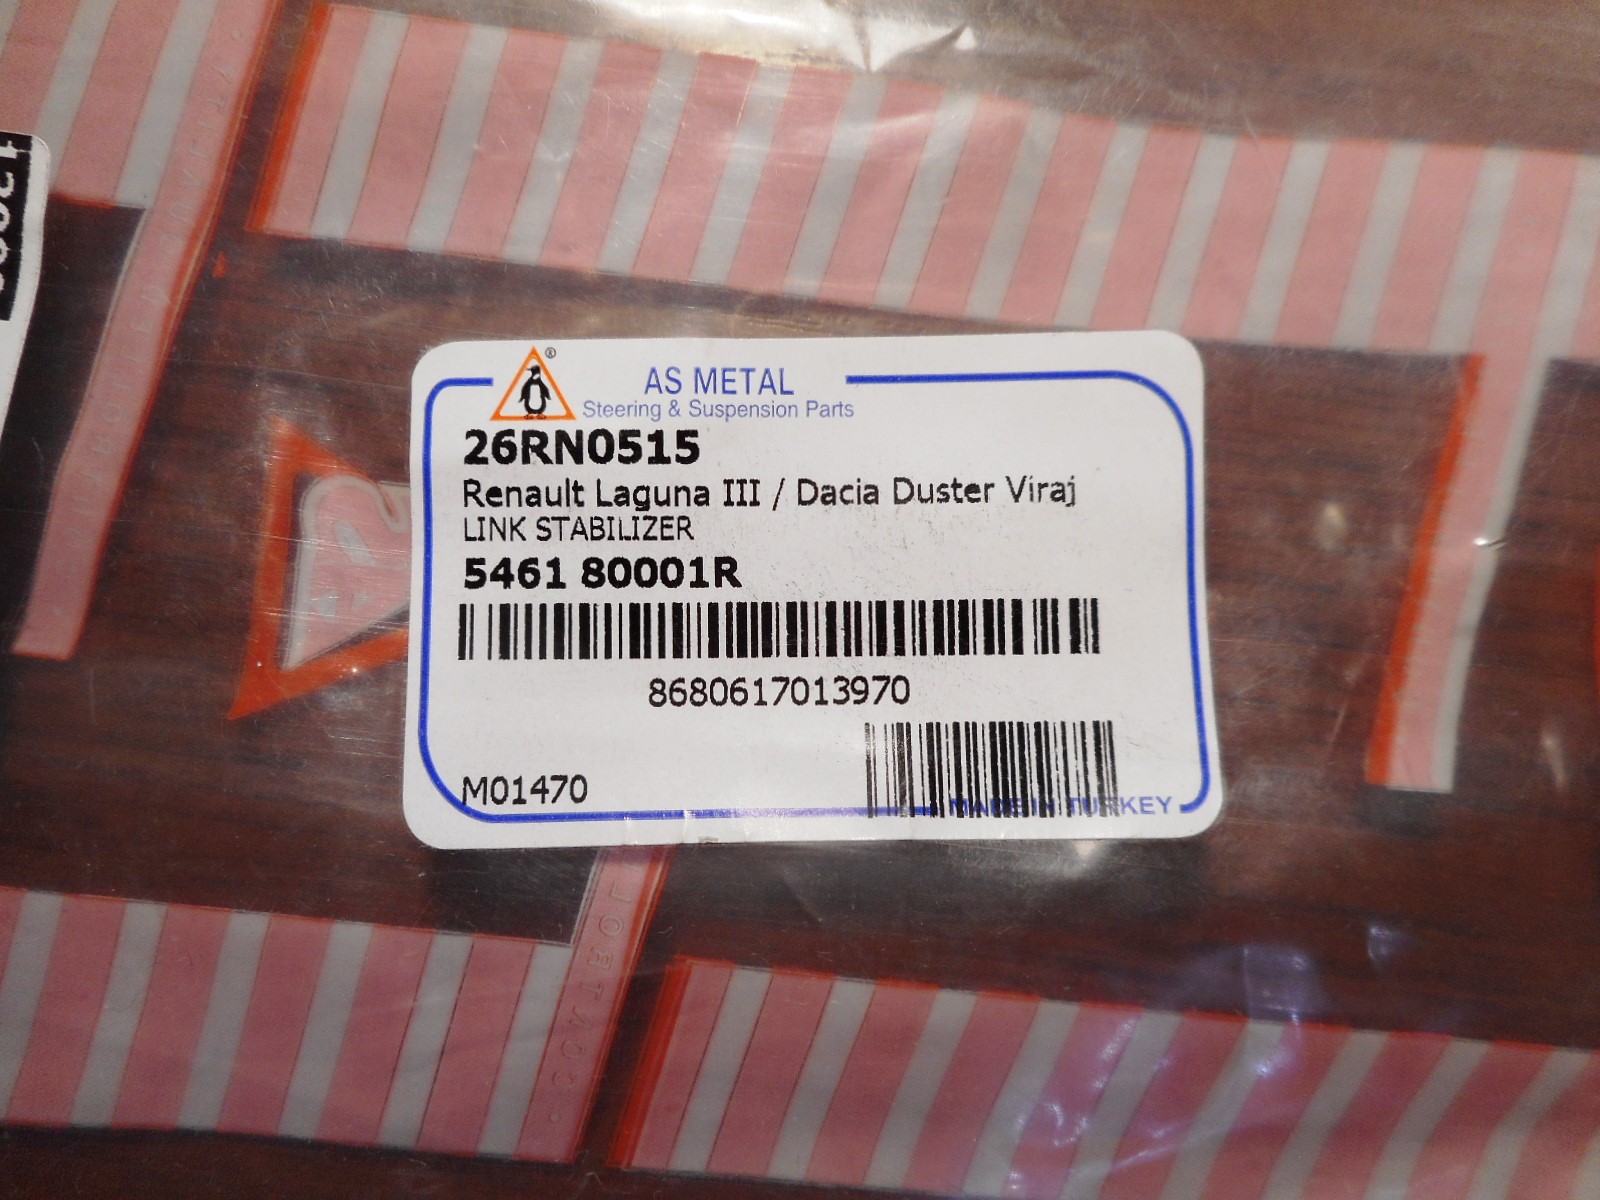 ®
AS METAL
Steering & Suspension Parts
26RN0515
Renault Laguna III / Dacia Duster Viraj
LINK STABILIZER
5461 80001R
8680617013970
M01470
MADE IN TURKEY